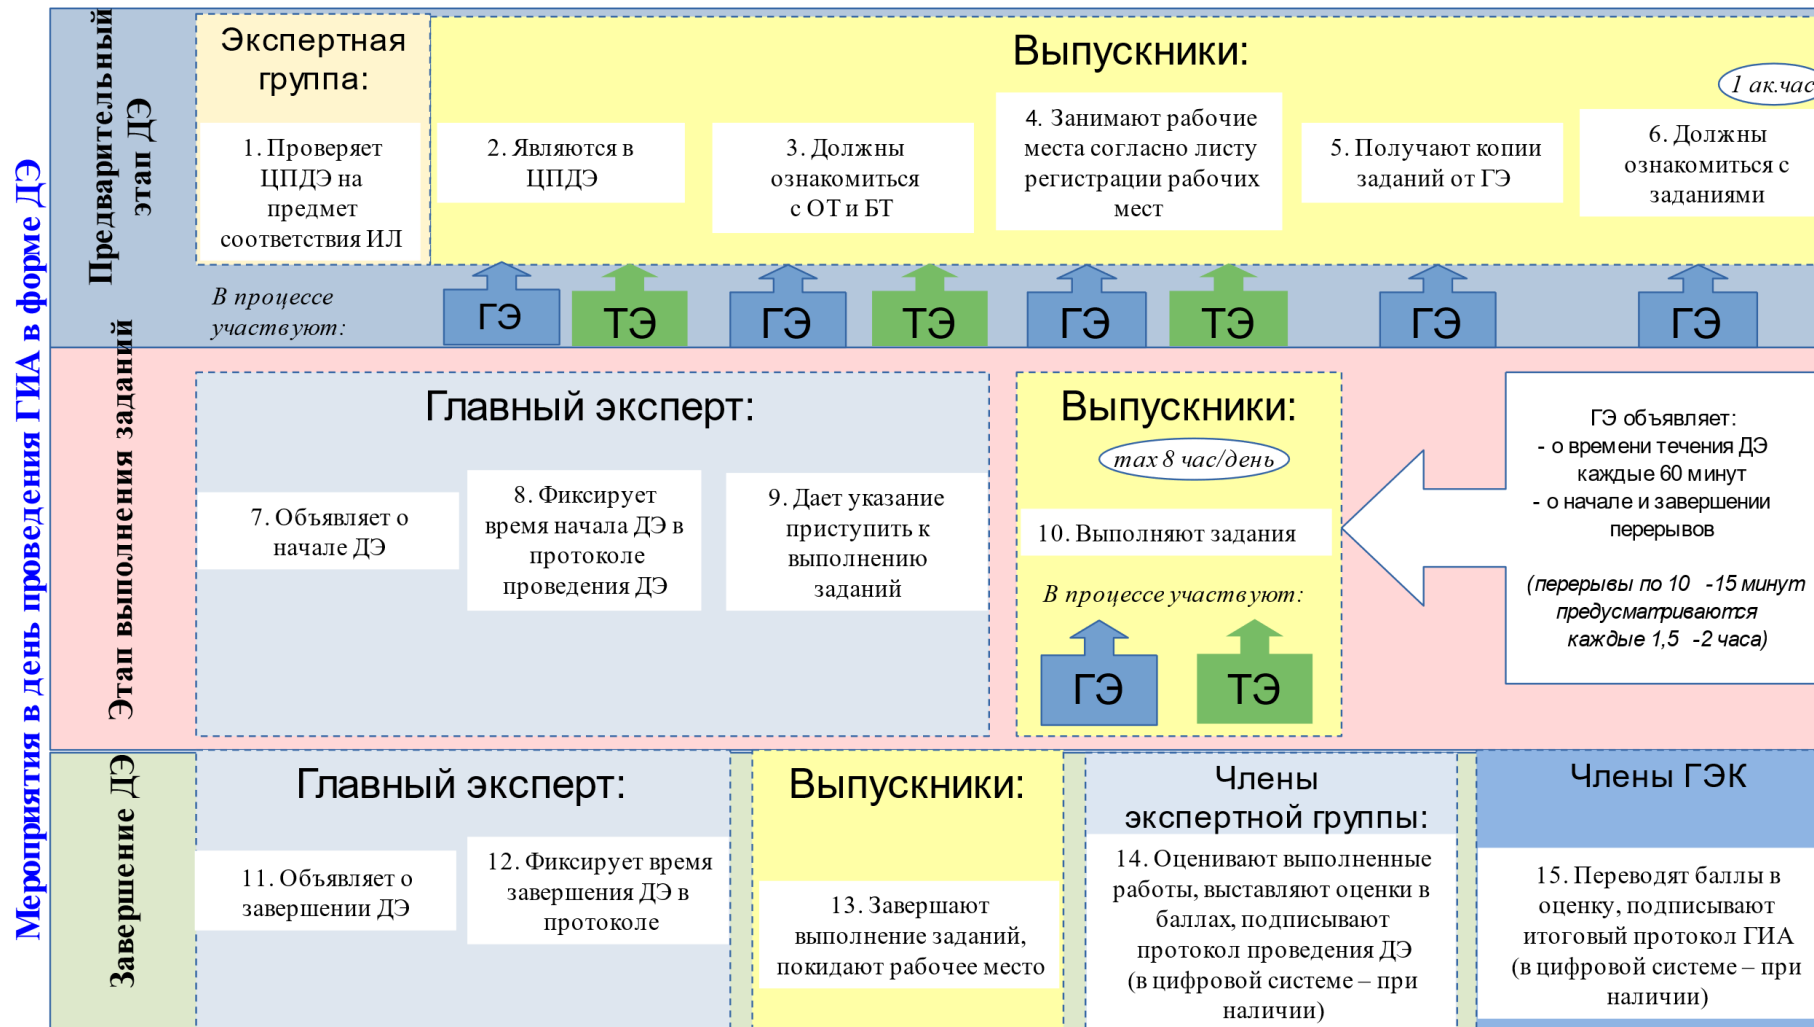 Мероприятия в день проведения ГИА в форме ДЭ
Предварительный
этап ДЭ
Экспертная
группа:
1. Проверяет
ЦПДЭ на
предмет
соответствия ИЛ
Выпускники:
1 ак.час
2. Являются в
ЦПДЭ
3. Должны
ознакомиться
с ОТ и БТ
4. Занимают рабочие
места согласно листу
регистрации рабочих
мест
5. Получают копии
заданий от ГЭ
6. Должны
ознакомиться с
заданиями
В процессе
участвуют:
ГЭ
ТЭ
ГЭ
ТЭ
ГЭ
ТЭ
ГЭ
ГЭ
Этап выполнения заданий
Главный эксперт:
7. Объявляет о
начале ДЭ
8. Фиксирует
время начала ДЭ в
протоколе
проведения ДЭ
9. Дает указание
приступить к
выполнению
заданий
Выпускники:
max 8 час/день
10. Выполняют задания
В процессе участвуют:
ГЭ
ТЭ
ГЭ объявляет:
- о времени течения ДЭ
каждые 60 минут
- о начале и завершении
перерывов
(перерывы по 10 -15 минут
предусматриваются
каждые 1,5 -2 часа)
Завершение ДЭ
Главный эксперт:
11. Объявляет о
завершении ДЭ
12. Фиксирует время
завершения ДЭ в
протоколе
Выпускники:
13. Завершают
выполнение заданий,
покидают рабочее место
Члены
экспертной группы:
14. Оценивают выполненные
работы, выставляют оценки в
баллах, подписывают
протокол проведения ДЭ
(в цифровой системе – при
наличии)
Члены ГЭК
15. Переводят баллы в
оценку, подписывают
итоговый протокол ГИА
(в цифровой системе – при
наличии)